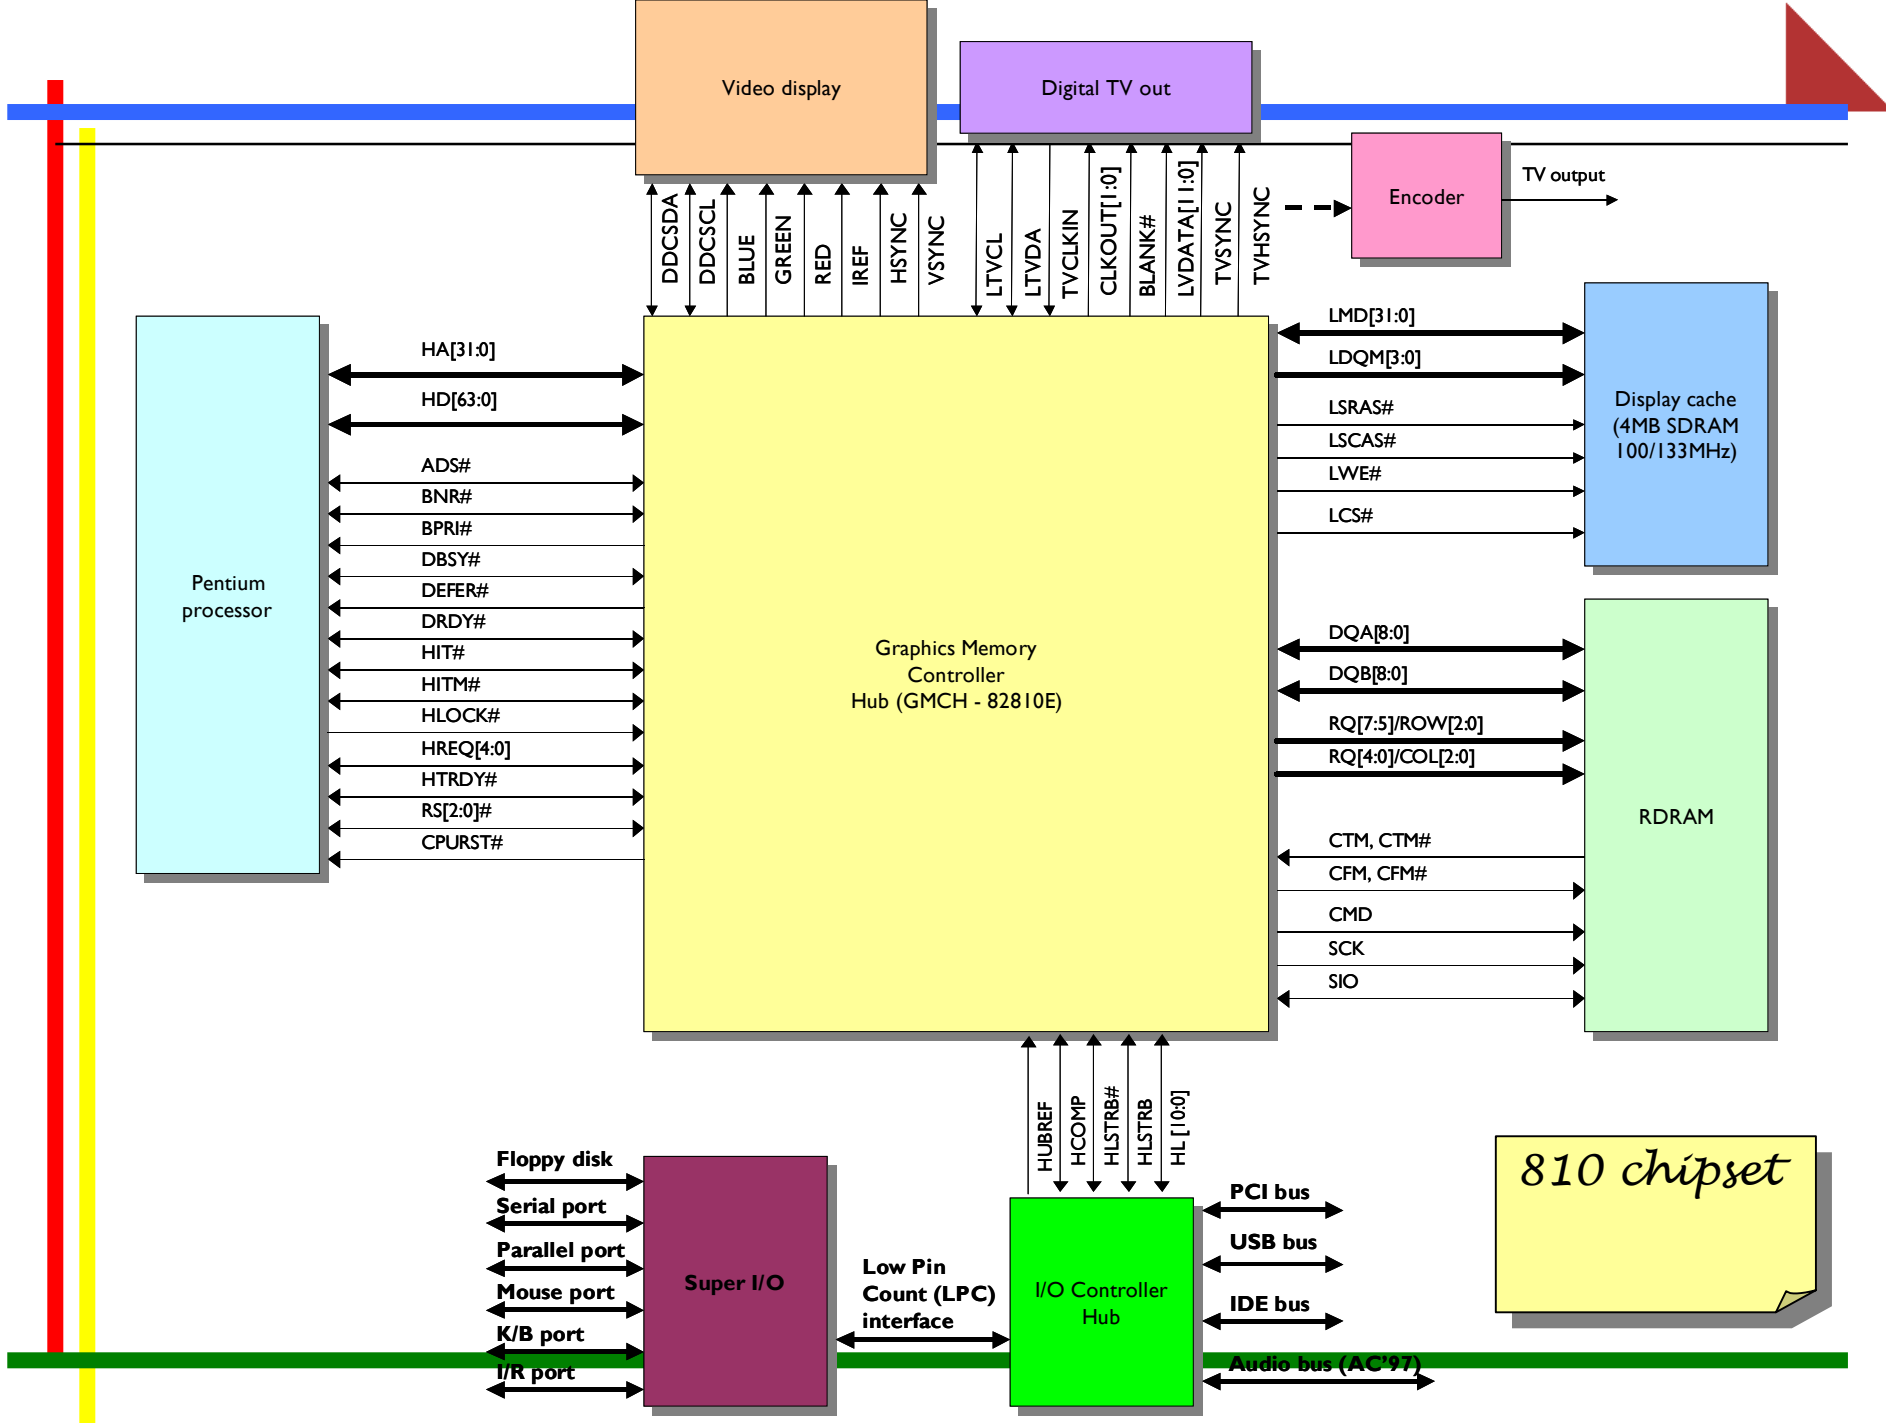 Video display
Digital TV out
Encoder
TV output
DDCSDA
DDCSCL
BLUE
GREEN
RED
IREF
HSYNC
VSYNC
LTVCL
LTVDA
TVCLKIN
CLKOUT[1:0]
BLANK#
LVDATA[11:0]
TVSYNC
TVHSYNC
Pentium
processor
HA[31:0]
HD[63:0]
ADS#
BNR#
BPRI#
DBSY#
DEFER#
DRDY#
HIT#
HITM#
HLOCK#
HREQ[4:0]
HTRDY#
RS[2:0]#
CPURST#
Graphics Memory
Controller
Hub (GMCH - 82810E)
LMD[31:0]
LDQM[3:0]
LSRAS#
LSCAS#
LWE#
LCS#
Display cache
(4MB SDRAM
100/133MHz)
DQA[8:0]
DQB[8:0]
RQ[7:5]/ROW[2:0]
RQ[4:0]/COL[2:0]
CTM, CTM#
CFM, CFM#
CMD
SCK
SIO
RDRAM
HUBREF
HCOMP
HLSTRB#
HLSTRB
HL [10:0]
Floppy disk
Serial port
Parallel port
Mouse port
K/B port
I/R port
Super I/O
Low Pin
Count (LPC)
interface
I/O Controller
Hub
PCI bus
USB bus
IDE bus
Audio bus (AC'97)
810 chipset